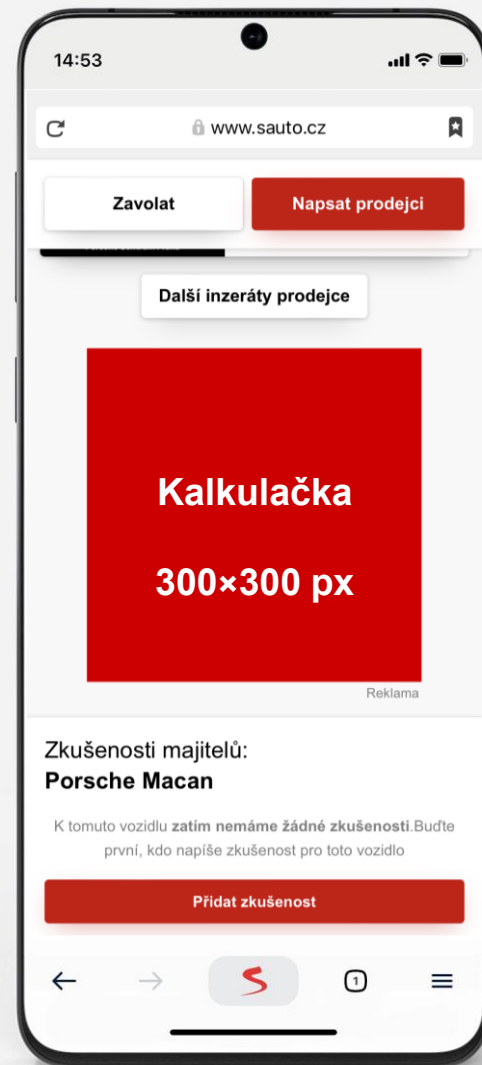 14:53
www.sauto.cz
Zavolat
Napsat prodejci
Další inzeráty prodejce
Kalkulačka
300×300 px
Reklama
Zkušenosti majitelů:
Porsche Macan
K tomuto vozidlu zatím nemáme žádné zkušenosti.Buďte
první, kdo napíše zkušenost pro toto vozidlo
Přidat zkušenost
1